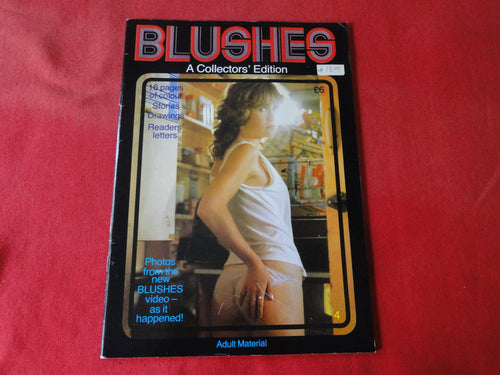 BLUSHES
A Collectors' Edition
16 pages
of colour
Stories
Drawings
Readers'
letters
£6
Photos
from the
new
BLUSHES
video –
as it
happened!
4
Adult Material